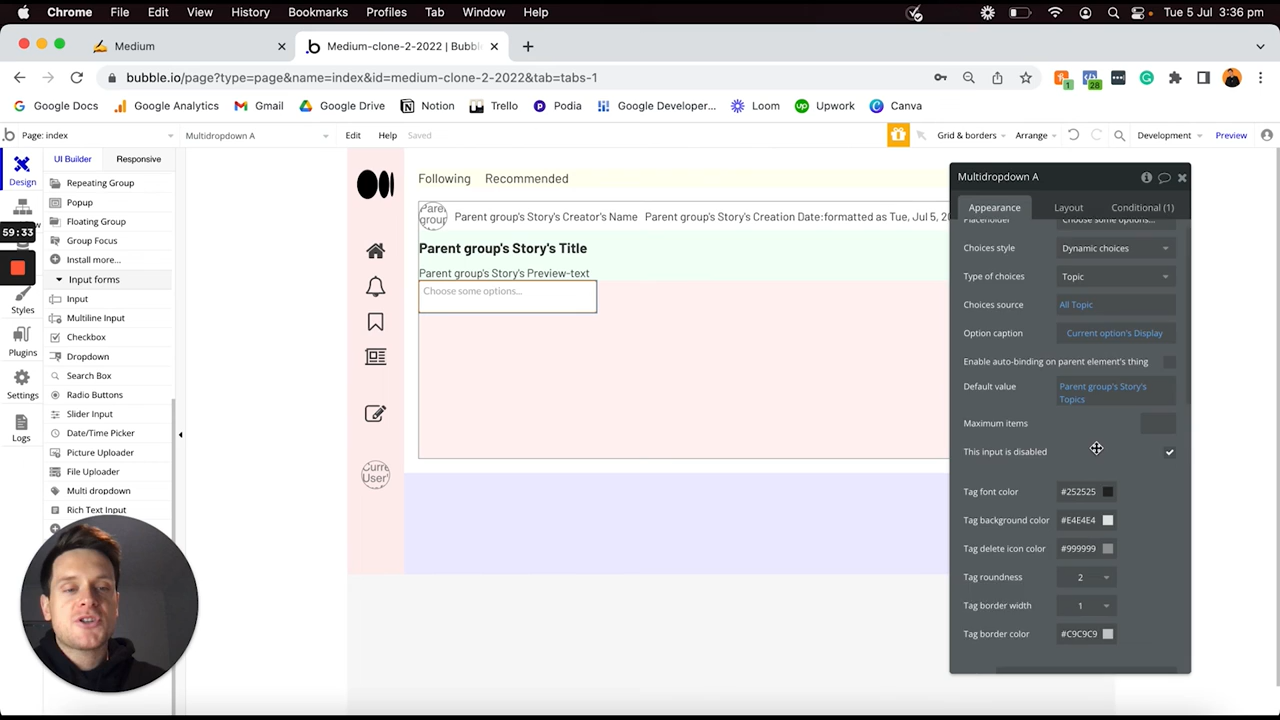 Chrome File Edit View History Bookmarks Profiles Tab Window Help Tue 5 Jul 3:36 pm
Medium Medium-clone-2-2022 | Bubbl
bubble.io/page?type=page&name=index&id=medium-clone-2-2022&tab=tabs-1 1 28
Google Docs Google Analytics Gmail Google Drive Notion Trello Podia Google Developer... Loom Upwork Canva
Page: index Multidropdown A Edit Help Saved Grid & borders Arrange Development Preview
UI Builder Responsive
Design
Repeating Group
Popup
Floating Group
Group Focus
59:33
Install more...
Input forms
Input
Styles
Multiline Input
Checkbox
Plugins
Dropdown
Search Box
Settings
Radio Buttons
Slider Input
Logs
Date/Time Picker
Picture Uploader
File Uploader
Multi dropdown
Rich Text Input
Following Recommended
Pare
group
Parent group's Story's Creator's Name Parent group's Story's Creation Date:formatted as Tue, Jul 5, 20
Parent group's Story's Title
Parent group's Story's Preview-text
Choose some options...
Curre
User'
Multidropdown A
Appearance Layout Conditional (1)
Placeholder Choose some options...
Choices style Dynamic choices
Type of choices Topic
Choices source All Topic
Option caption Current option's Display
Enable auto-binding on parent element's thing
Default value Parent group's Story's
Topics
Maximum items
This input is disabled
Tag font color #252525
Tag background color #E4E4E4
Tag delete icon color #999999
Tag roundness 2
Tag border width 1
Tag border color #C9C9C9